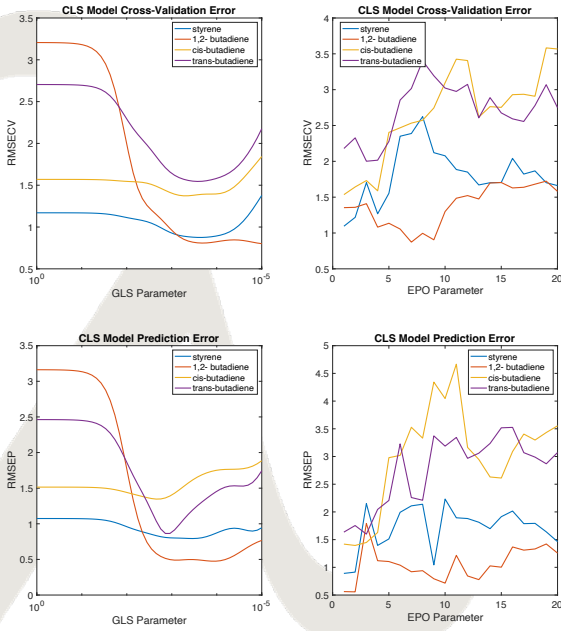 CLS Model Cross-Validation Error
3.5
3
2.5
2
1.5
1
0.5
RMSECV
10^0
10^-5
GLS Parameter
styrene
1,2- butadiene
cis-butadiene
trans-butadiene
CLS Model Cross-Validation Error
4
3.5
3
2.5
2
1.5
1
0.5
RMSECV
0
5
10
15
20
EPO Parameter
styrene
1,2- butadiene
cis-butadiene
trans-butadiene
CLS Model Prediction Error
3.5
3
2.5
2
1.5
1
0.5
0
RMSEP
10^0
10^-5
GLS Parameter
styrene
1,2- butadiene
cis-butadiene
trans-butadiene
CLS Model Prediction Error
5
4.5
4
3.5
3
2.5
2
1.5
1
0.5
RMSEP
0
5
10
15
20
EPO Parameter
styrene
1,2- butadiene
cis-butadiene
trans-butadiene